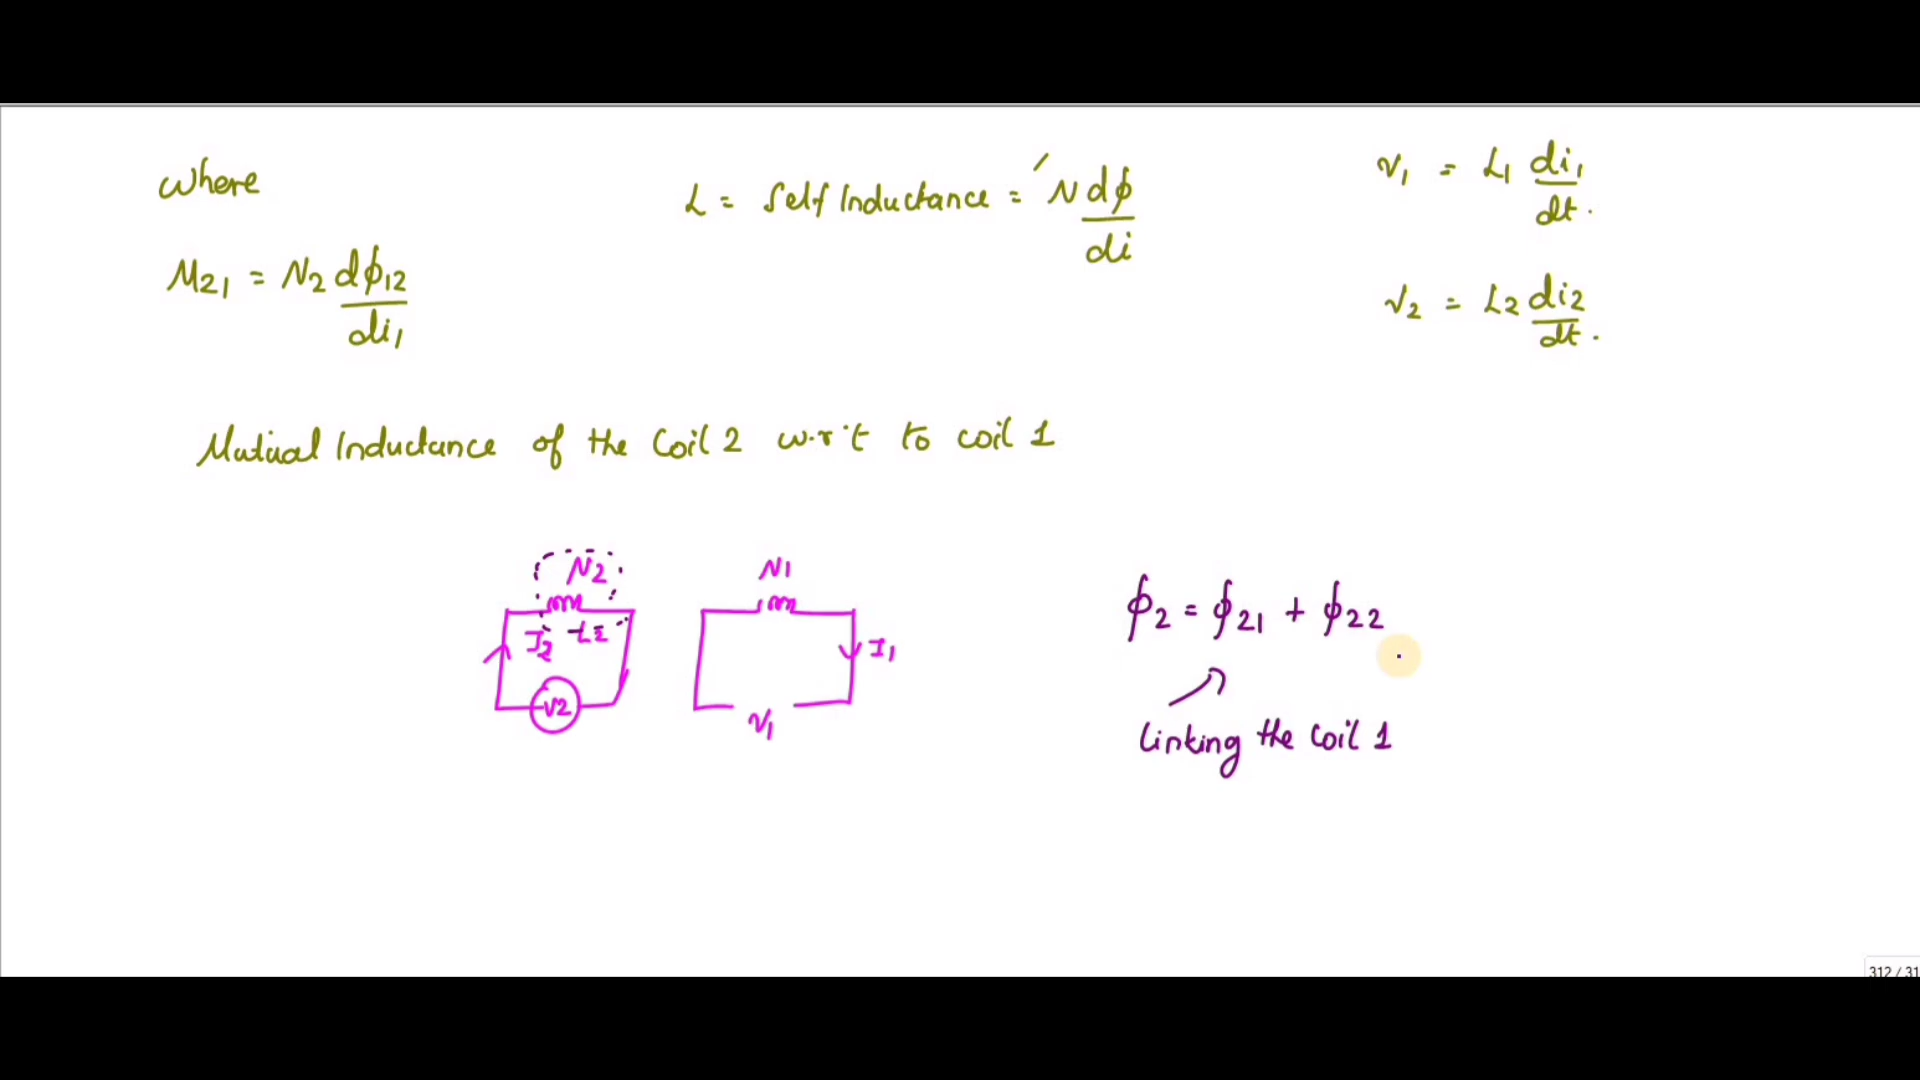 where
L = Self Inductance = N dϕ/di
v₁ = L₁ di₁/dt.
M₂₁ = N₂ dϕ₁₂/di₁
v₂ = L₂ di₂/dt.
Mutual Inductance of the Coil 2 w.r.t to coil 1
N2
N1
I2 L2
I1
V2
V1
ϕ₂ = ϕ₂₁ + ϕ₂₂
linking the coil 1
312 / 31